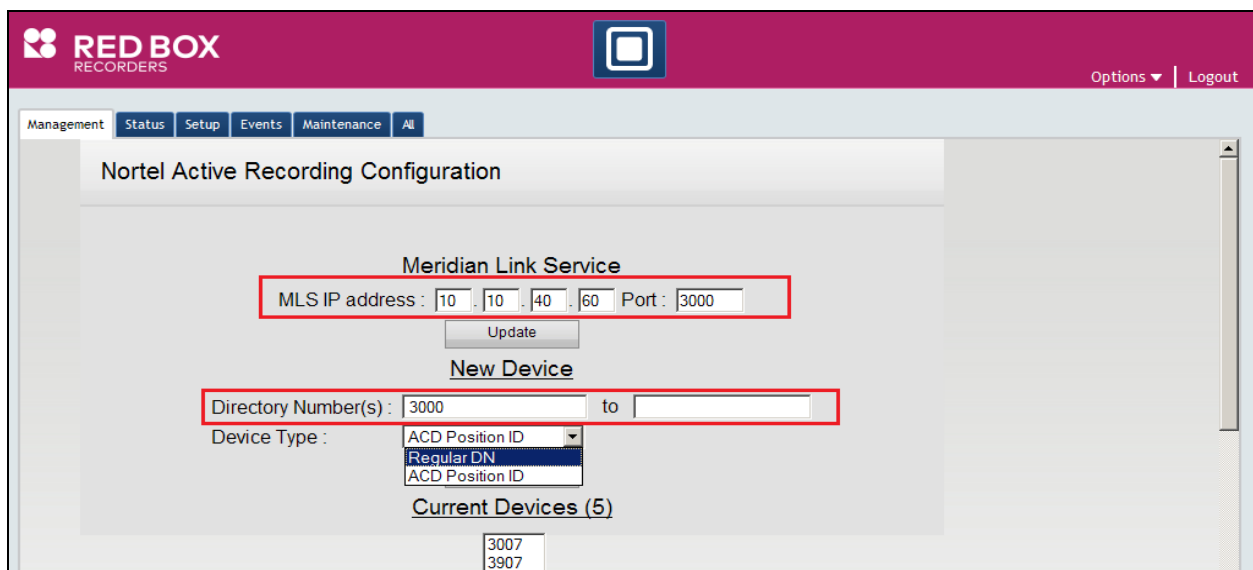 RED BOX
RECORDERS
Options Logout
Management Status Setup Events Maintenance All
Nortel Active Recording Configuration
Meridian Link Service
MLS IP address : 10 . 10 . 40 . 60 Port : 3000
Update
New Device
Directory Number(s) : 3000 to
Device Type : ACD Position ID
Regular DN
ACD Position ID
Current Devices (5)
3007
3907